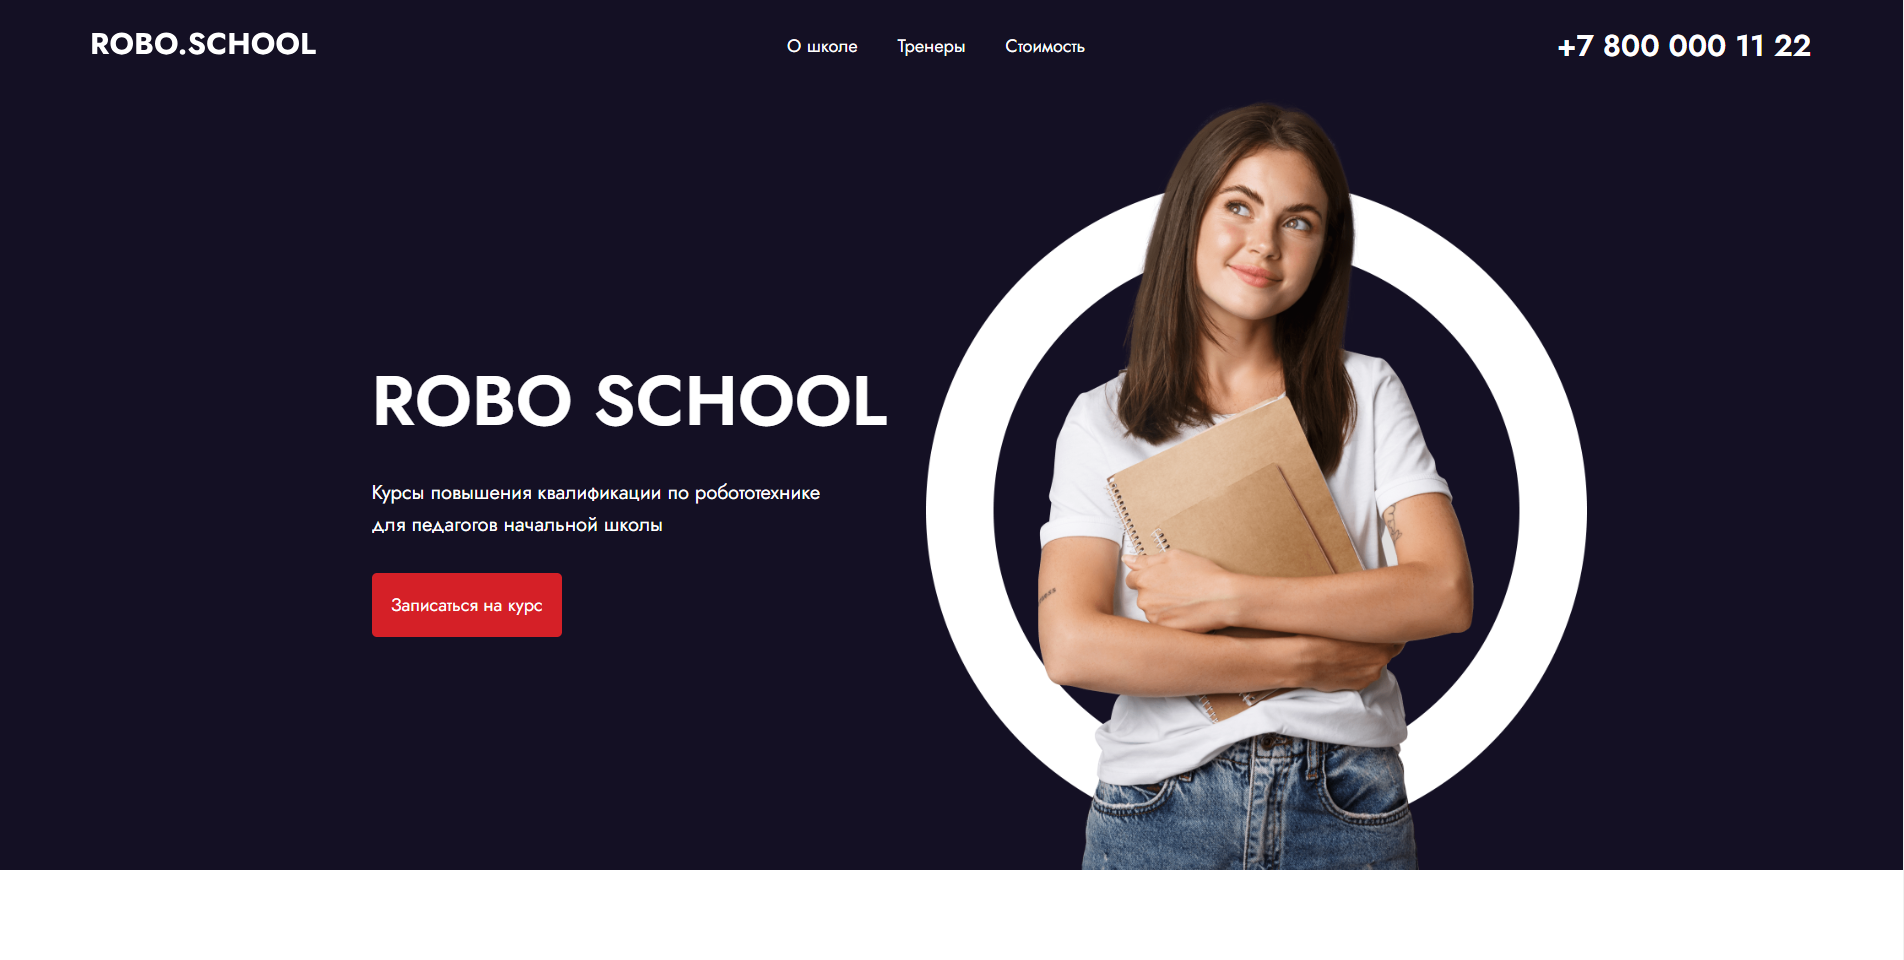 ROBO.SCHOOL
О школе
Тренеры
Стоимость
+7 800 000 11 22
ROBO SCHOOL
Курсы повышения квалификации по робототехнике
для педагогов начальной школы
Записаться на курс